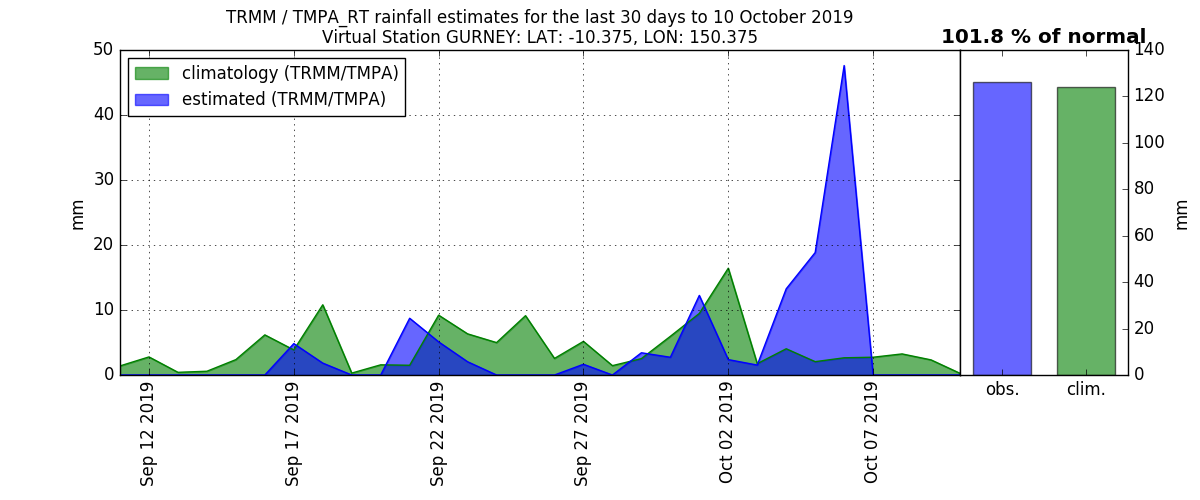 TRMM / TMPA_RT rainfall estimates for the last 30 days to 10 October 2019
Virtual Station GURNEY: LAT: -10.375, LON: 150.375
101.8 % of normal
climatology (TRMM/TMPA)
estimated (TRMM/TMPA)
mm
50
40
30
20
10
0
Sep 12 2019
Sep 17 2019
Sep 22 2019
Sep 27 2019
Oct 02 2019
Oct 07 2019
140
120
100
80
60
40
20
0
mm
obs.
clim.